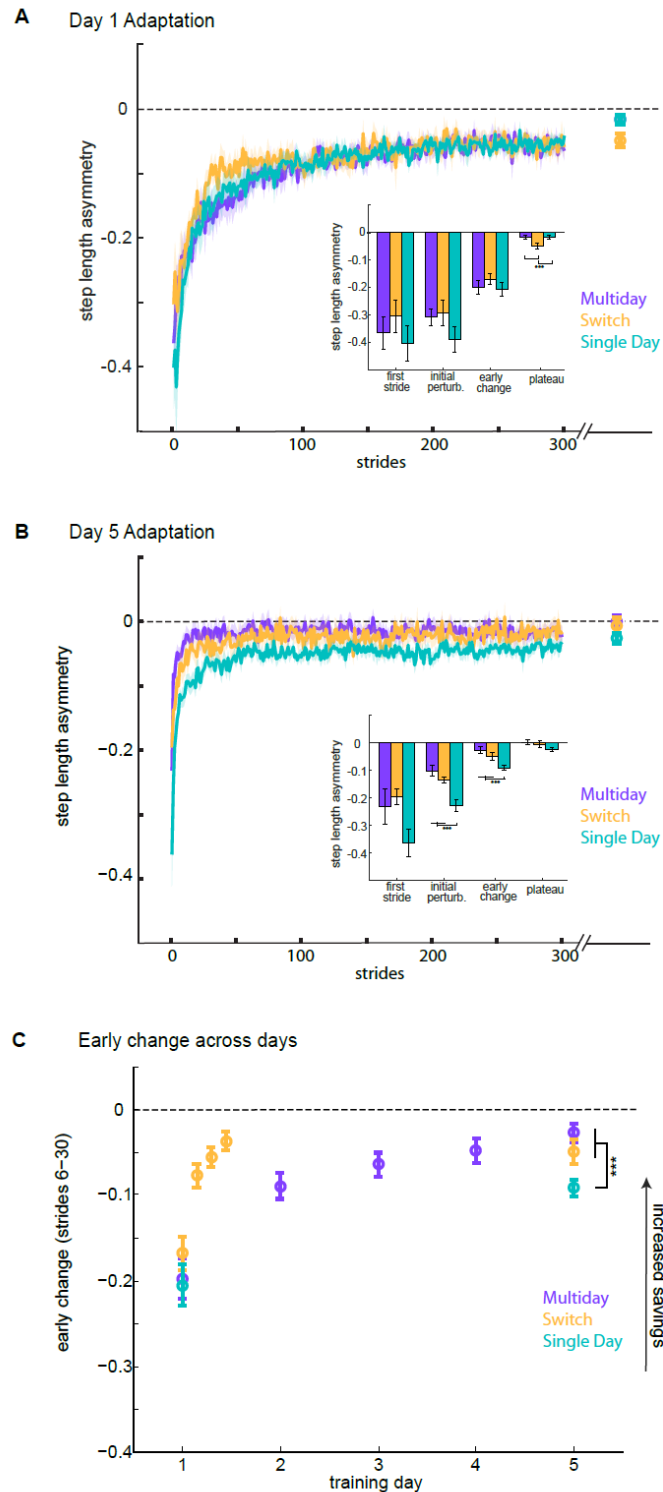 A Day 1 Adaptation
step length asymmetry
0
−0.2
−0.4
0 100 200 300
strides
step length asymmetry
0
-0.1
-0.2
-0.3
-0.4
first stride
initial perturb.
early change
plateau
***
Multiday
Switch
Single Day
B Day 5 Adaptation
step length asymmetry
0
−0.2
−0.4
0 100 200 300
strides
step length asymmetry
0
-0.1
-0.2
-0.3
-0.4
first stride
initial perturb.
early change
plateau
***
***
Multiday
Switch
Single Day
C Early change across days
early change (strides 6−30)
0
−0.1
−0.2
−0.3
−0.4
1 2 3 4 5
training day
***
increased savings
Multiday
Switch
Single Day